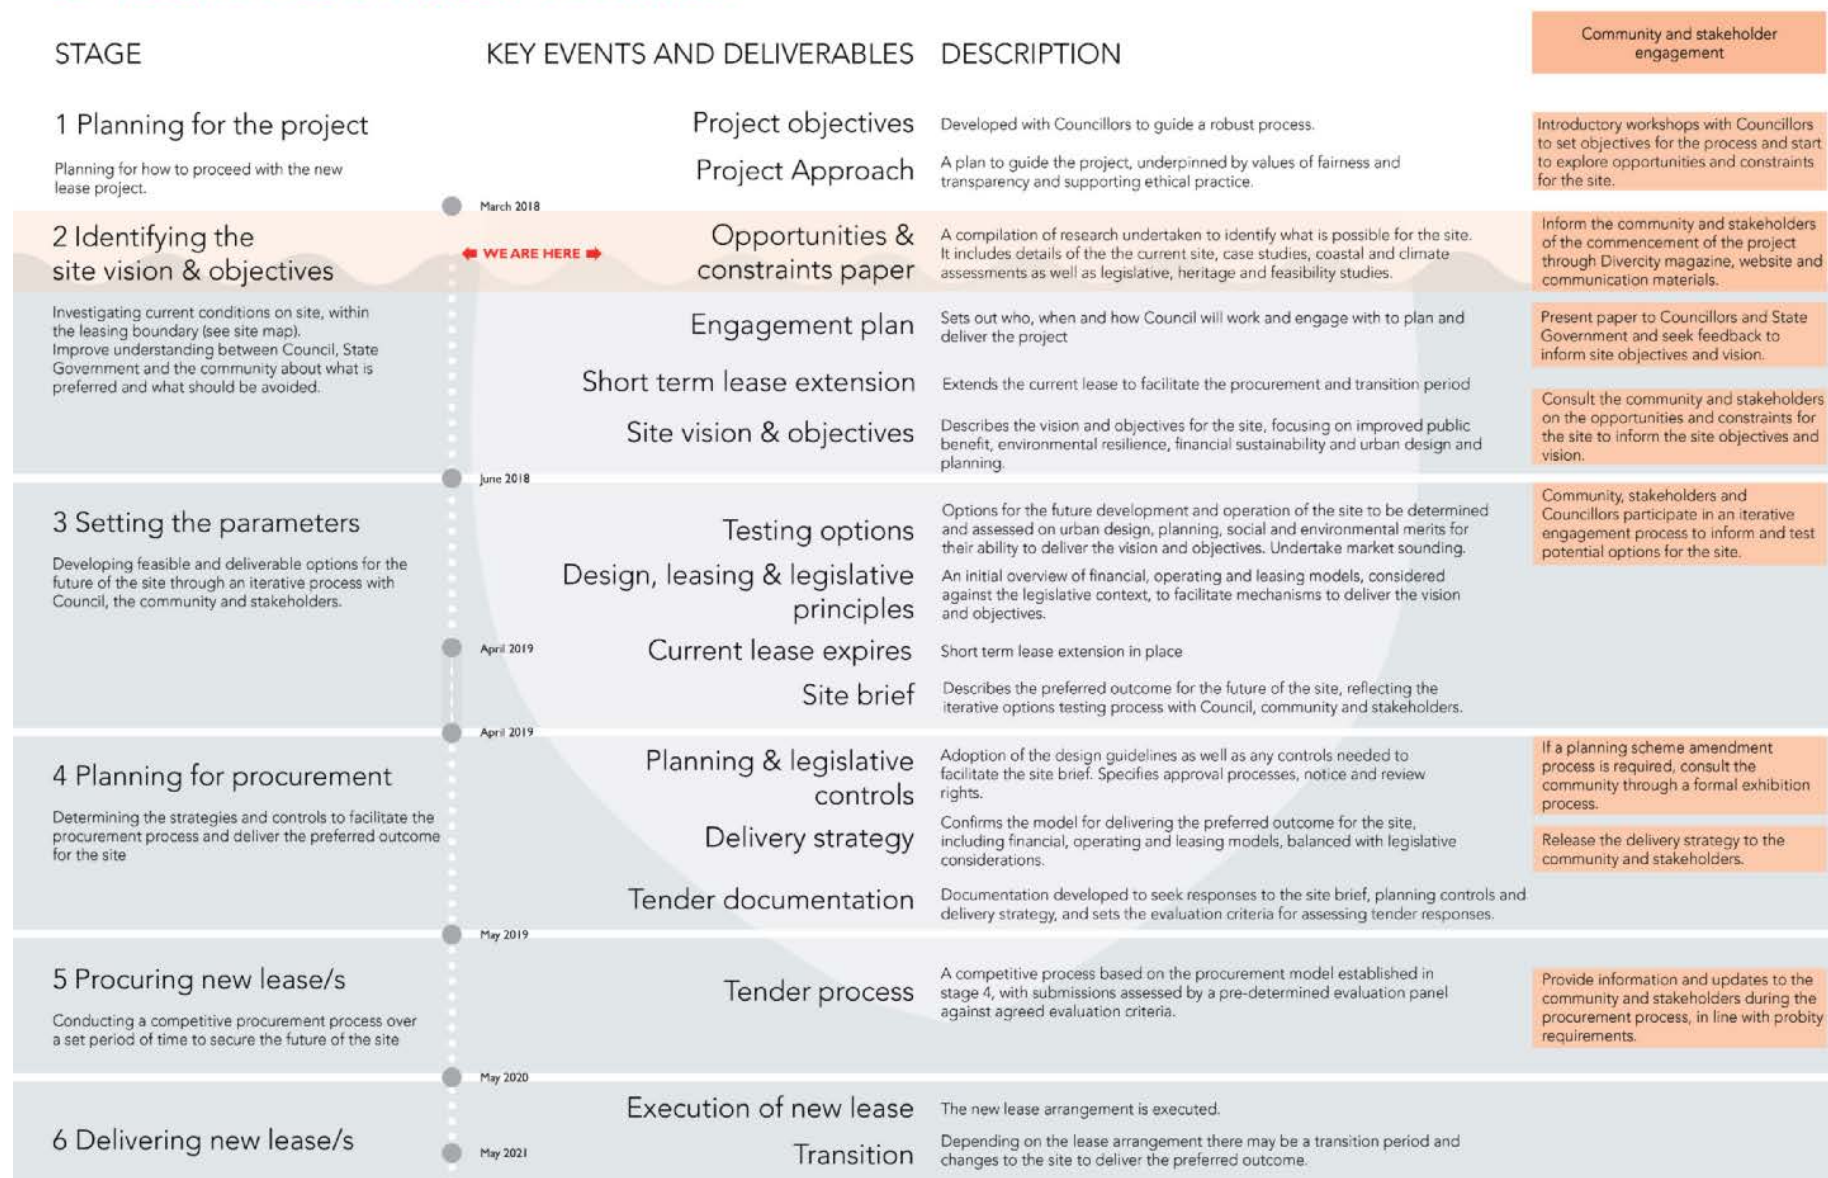 STAGE
KEY EVENTS AND DELIVERABLES
DESCRIPTION
Community and stakeholder
engagement
1 Planning for the project
Planning for how to proceed with the new
lease project.
Project objectives
Developed with Councillors to guide a robust process.
Project Approach
A plan to guide the project, underpinned by values of fairness and
transparency and supporting ethical practice.
Introductory workshops with Councillors
to set objectives for the process and start
to explore opportunities and constraints
for the site.
March 2018
2 Identifying the
site vision & objectives
Investigating current conditions on site, within
the leasing boundary (see site map).
Improve understanding between Council, State
Government and the community about what is
preferred and what should be avoided.
WE ARE HERE
Opportunities &
constraints paper
A compilation of research undertaken to identify what is possible for the site.
It includes details of the the current site, case studies, coastal and climate
assessments as well as legislative, heritage and feasibility studies.
Engagement plan
Sets out who, when and how Council will work and engage with to plan and
deliver the project
Short term lease extension
Extends the current lease to facilitate the procurement and transition period
Site vision & objectives
Describes the vision and objectives for the site, focusing on improved public
benefit, environmental resilience, financial sustainability and urban design and
planning.
Inform the community and stakeholders
of the commencement of the project
through Divercity magazine, website and
communication materials.
Present paper to Councillors and State
Government and seek feedback to
inform site objectives and vision.
Consult the community and stakeholders
on the opportunities and constraints for
the site to inform the site objectives and
vision.
June 2018
3 Setting the parameters
Developing feasible and deliverable options for the
future of the site through an iterative process with
Council, the community and stakeholders.
Testing options
Options for the future development and operation of the site to be determined
and assessed on urban design, planning, social and environmental merits for
their ability to deliver the vision and objectives. Undertake market sounding.
Design, leasing & legislative
principles
An initial overview of financial, operating and leasing models, considered
against the legislative context, to facilitate mechanisms to deliver the vision
and objectives.
Community, stakeholders and
Councillors participate in an iterative
engagement process to inform and test
potential options for the site.
April 2019
Current lease expires
Short term lease extension in place
Site brief
Describes the preferred outcome for the future of the site, reflecting the
iterative options testing process with Council, community and stakeholders.
April 2019
4 Planning for procurement
Determining the strategies and controls to facilitate the
procurement process and deliver the preferred outcome
for the site
Planning & legislative
controls
Adoption of the design guidelines as well as any controls needed to
facilitate the site brief. Specifies approval processes, notice and review
rights.
Delivery strategy
Confirms the model for delivering the preferred outcome for the site,
including financial, operating and leasing models, balanced with legislative
considerations.
Tender documentation
Documentation developed to seek responses to the site brief, planning controls and
delivery strategy, and sets the evaluation criteria for assessing tender responses.
If a planning scheme amendment
process is required, consult the
community through a formal exhibition
process.
Release the delivery strategy to the
community and stakeholders.
May 2019
5 Procuring new lease/s
Conducting a competitive procurement process over
a set period of time to secure the future of the site
Tender process
A competitive process based on the procurement model established in
stage 4, with submissions assessed by a pre-determined evaluation panel
against agreed evaluation criteria.
Provide information and updates to the
community and stakeholders during the
procurement process, in line with probity
requirements.
May 2020
6 Delivering new lease/s
Execution of new lease
The new lease arrangement is executed.
May 2021
Transition
Depending on the lease arrangement there may be a transition period and
changes to the site to deliver the preferred outcome.